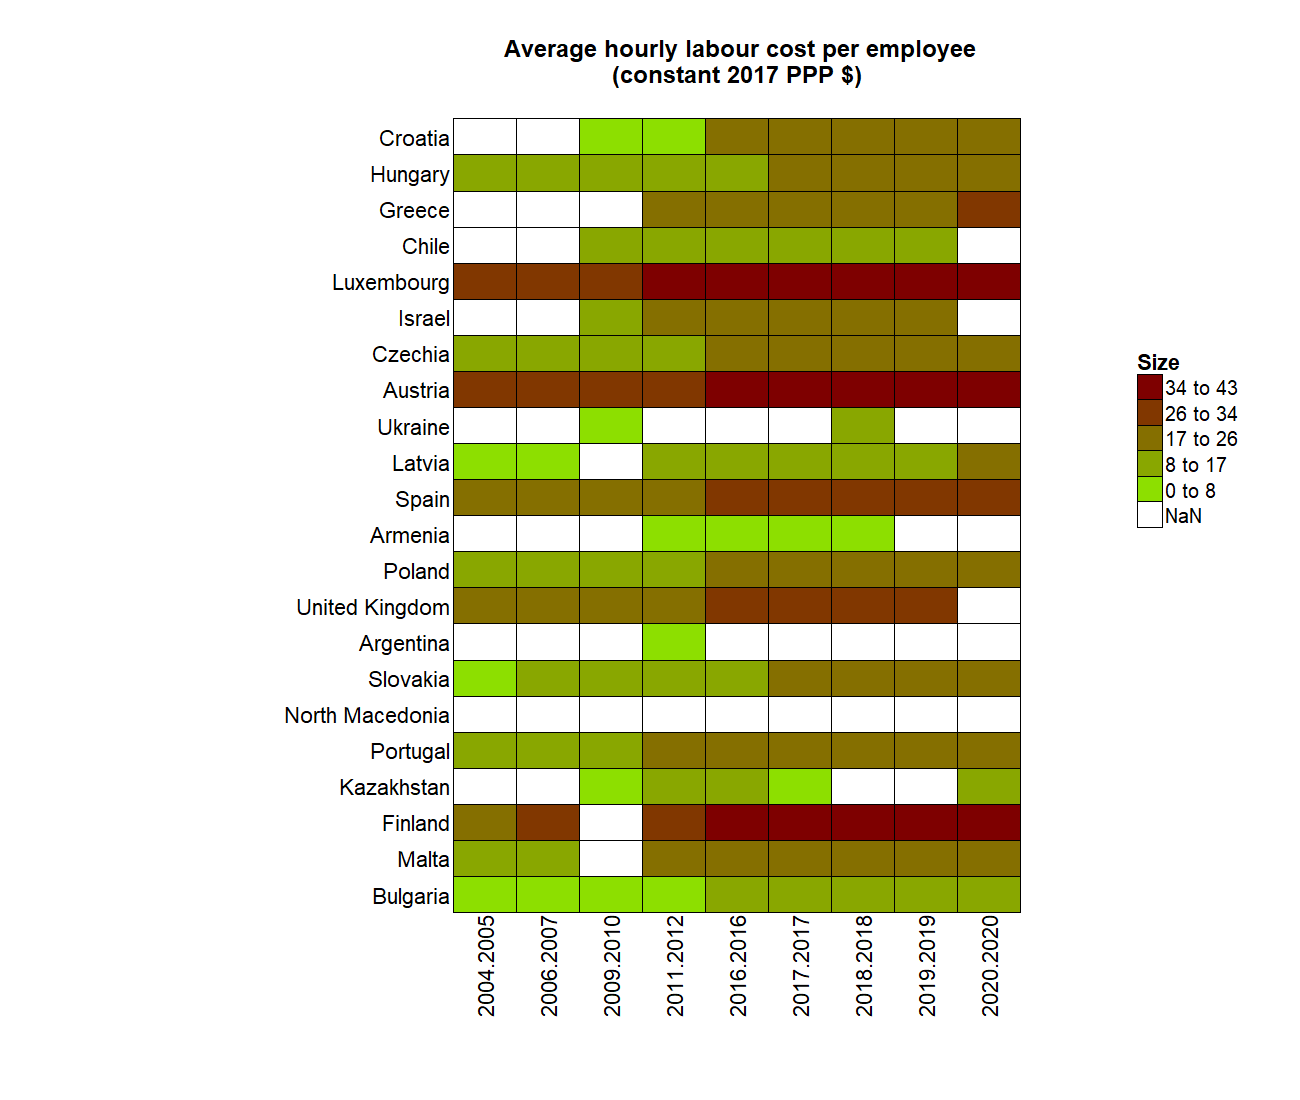 Average hourly labour cost per employee
(constant 2017 PPP $)
Croatia
Hungary
Greece
Chile
Luxembourg
Israel
Czechia
Austria
Ukraine
Latvia
Spain
Armenia
Poland
United Kingdom
Argentina
Slovakia
North Macedonia
Portugal
Kazakhstan
Finland
Malta
Bulgaria
2004.2005
2006.2007
2009.2010
2011.2012
2016.2016
2017.2017
2018.2018
2019.2019
2020.2020
Size
34 to 43
26 to 34
17 to 26
8 to 17
0 to 8
NaN